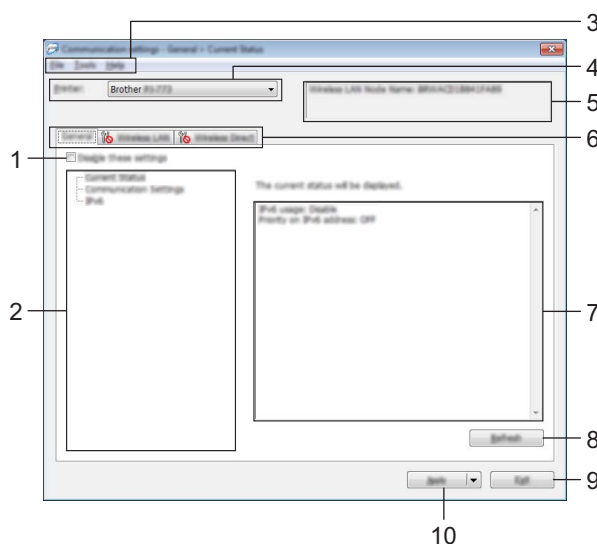 3
Communication settings - General > Current Status
File Tools Help
4
Printer: Brother RJ-773
Wireless LAN Node Name:
5
General Wireless LAN Wireless Direct
6
1
Disable these settings
Current Status
Communication Settings
IPv6
The current status will be displayed.
IPv6 usage: Disable
Priority on IPv6 address: OFF
2
7
Refresh
8
Apply
Exit
9
10